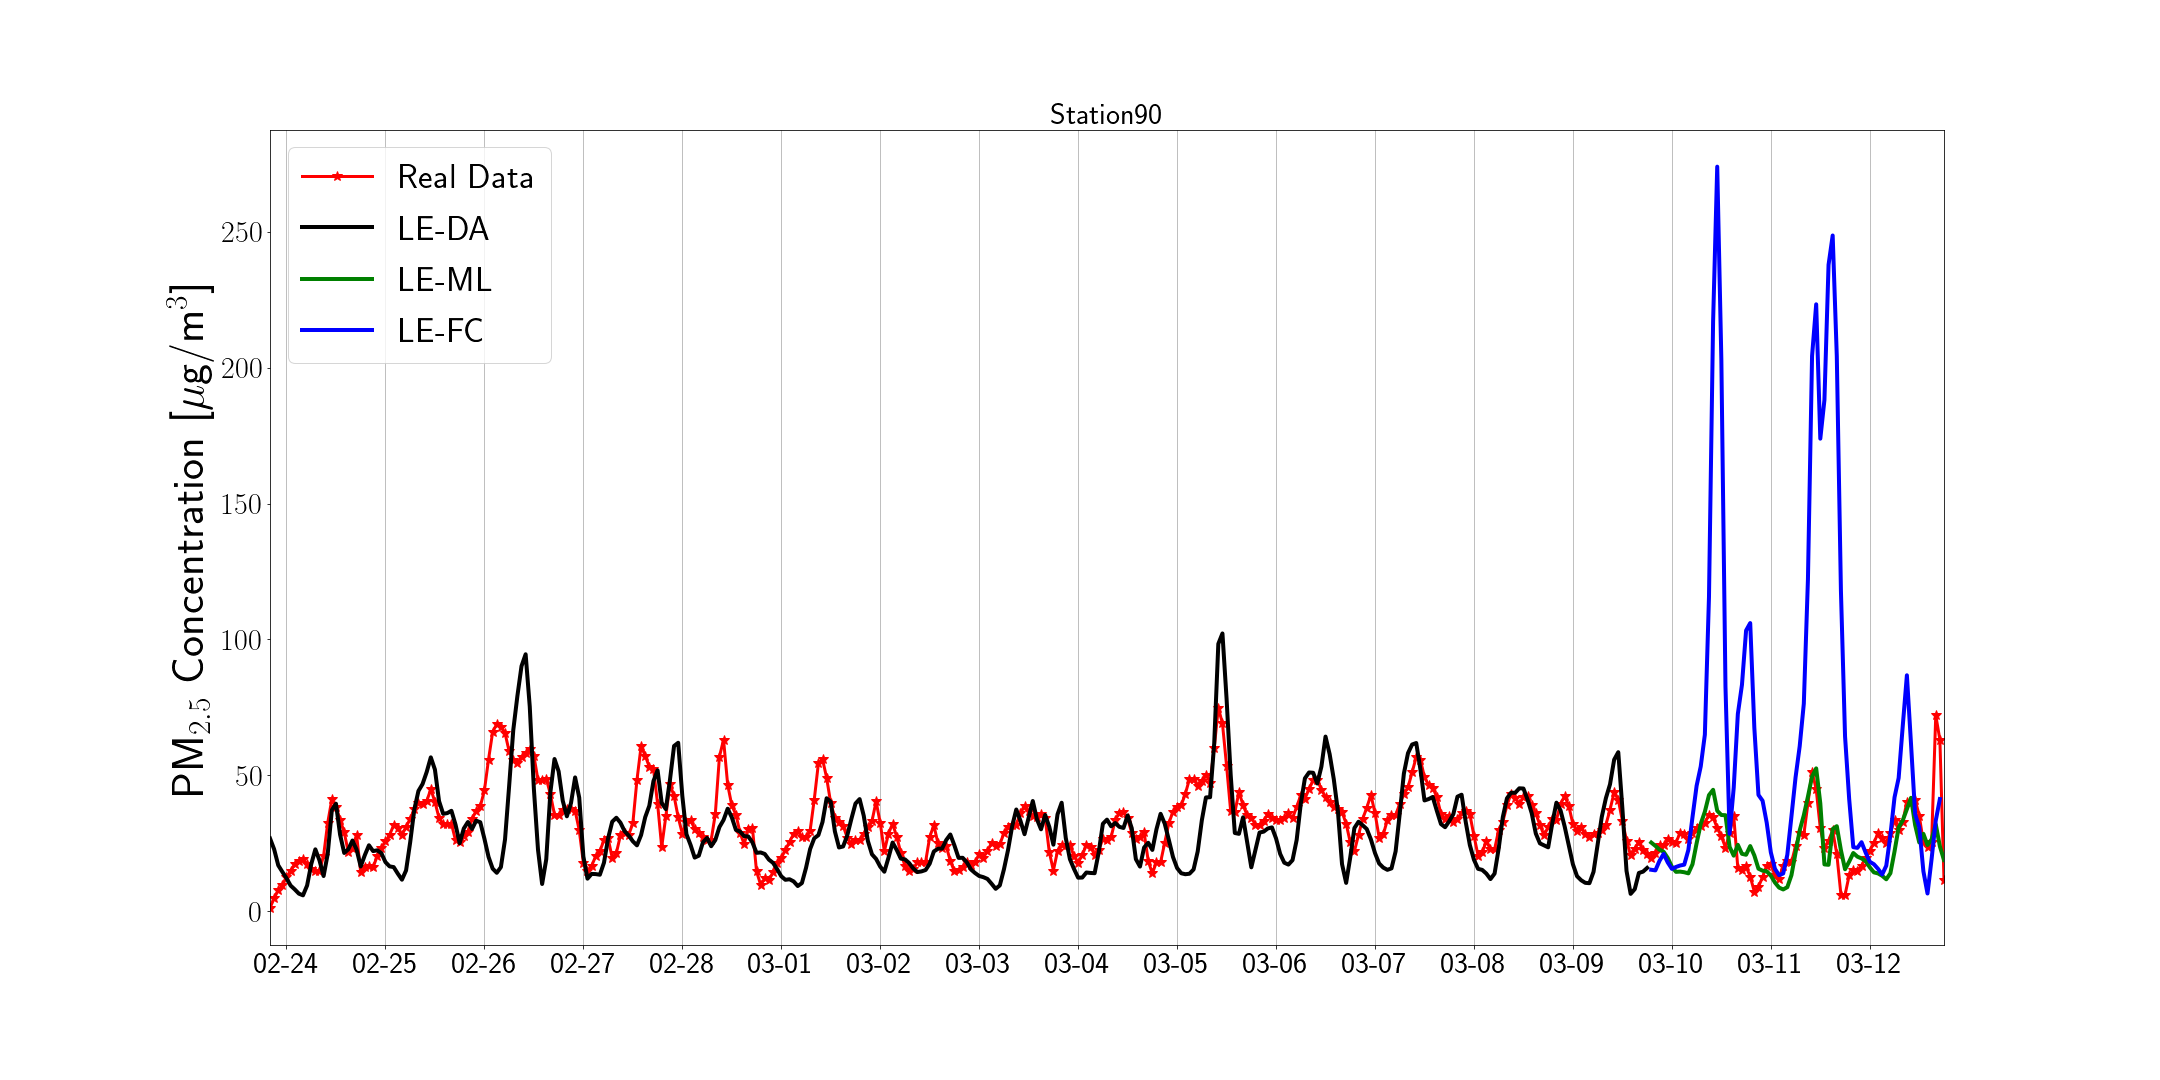 Station90
Real Data
LE-DA
LE-ML
LE-FC
PM₂.₅ Concentration [μg/m³]
250
200
150
100
50
0
02-24 02-25 02-26 02-27 02-28 03-01 03-02 03-03 03-04 03-05 03-06 03-07 03-08 03-09 03-10 03-11 03-12